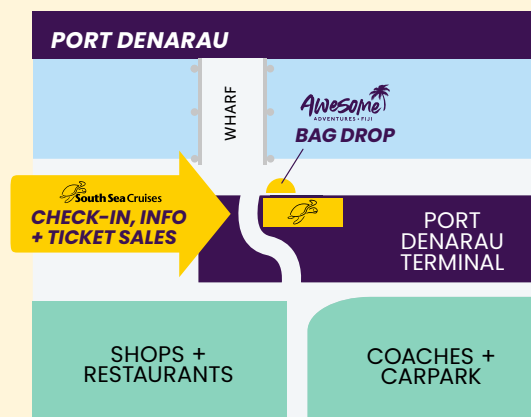 PORT DENARAU
WHARF
Awesome
ADVENTURES • FIJI
BAG DROP
South Sea Cruises
CHECK-IN, INFO
+ TICKET SALES
PORT
DENARAU
TERMINAL
SHOPS +
RESTAURANTS
COACHES +
CARPARK